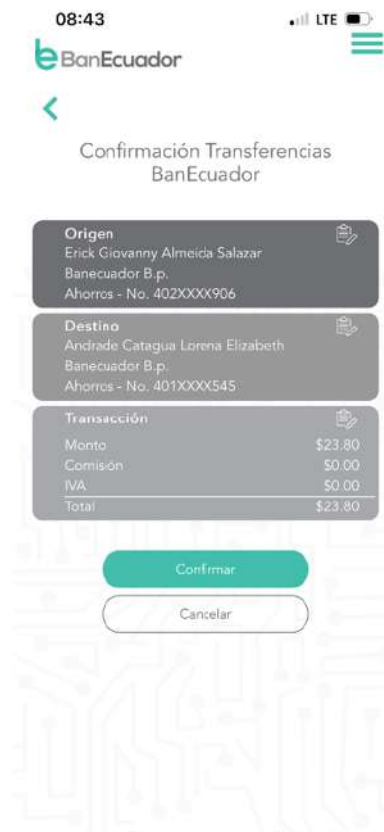 08:43
LTE
BanEcuador
Confirmación Transferencias
BanEcuador
Origen
Erick Giovanny Almeida Salazar
Banecuador B.p.
Ahorros - No. 402XXXX906
Destino
Andrade Catagua Lorena Elizabeth
Banecuador B.p.
Ahorros - No. 401XXXX545
Transacción
Monto $23.80
Comisión $0.00
IVA $0.00
Total $23.80
Confirmar
Cancelar